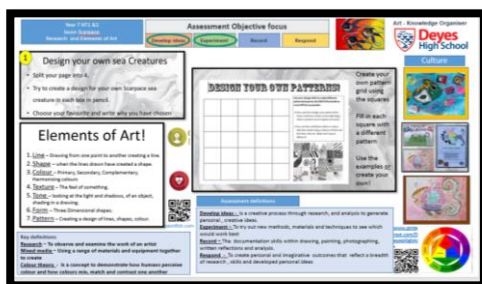 Year 7 HT1 &2
Research and Elements of Art
Assessment Objective focus
Develop ideas
Experiment
Record
Respond
Art - Knowledge Organiser
Deyes
High School
1
Design your own sea Creatures
• Split your page into 4.
• Try to create a design for your own Scarpace sea
creature in each box in pencil.
• Choose your favourite and write why you have chosen
DESIGN YOUR OWN PATTERNS!
Create your
own pattern
grid using
the squares
Fill in each
square with
a different
pattern
Use the
examples or
create your
own!
Culture
Elements of Art!
1. Line – Drawing from one point to another creating a line.
2. Shape – when the lines drawn have created a shape.
3. Colour – Primary, Secondary, Complementary,
Harmonising colours.
4. Texture – The feel of something.
5. Tone – looking at the light and shadows, of an object,
shading in a drawing.
6. Form – Three Dimensional shapes.
7. Pattern – Creating a design of lines, shapes, colour.
Key definitions:
Research – To observe and examine the work of an artist
Mixed media – Using a range of materials and equipment together
to create
Colour theory – is a concept to demonstrate how humans perceive
colour and how colours mix, match and contrast one another
Assessment definitions
Develop ideas – Is a creative process through research, and analysis to generate
personal, creative ideas.
Experiment – To try out new methods, materials and techniques to see which
would work best
Record – The documentation skills within drawing, painting, photographing,
written reflections and analysis.
Respond – To create personal and imaginative outcomes that reflect a breadth
of research, skills and developed personal ideas